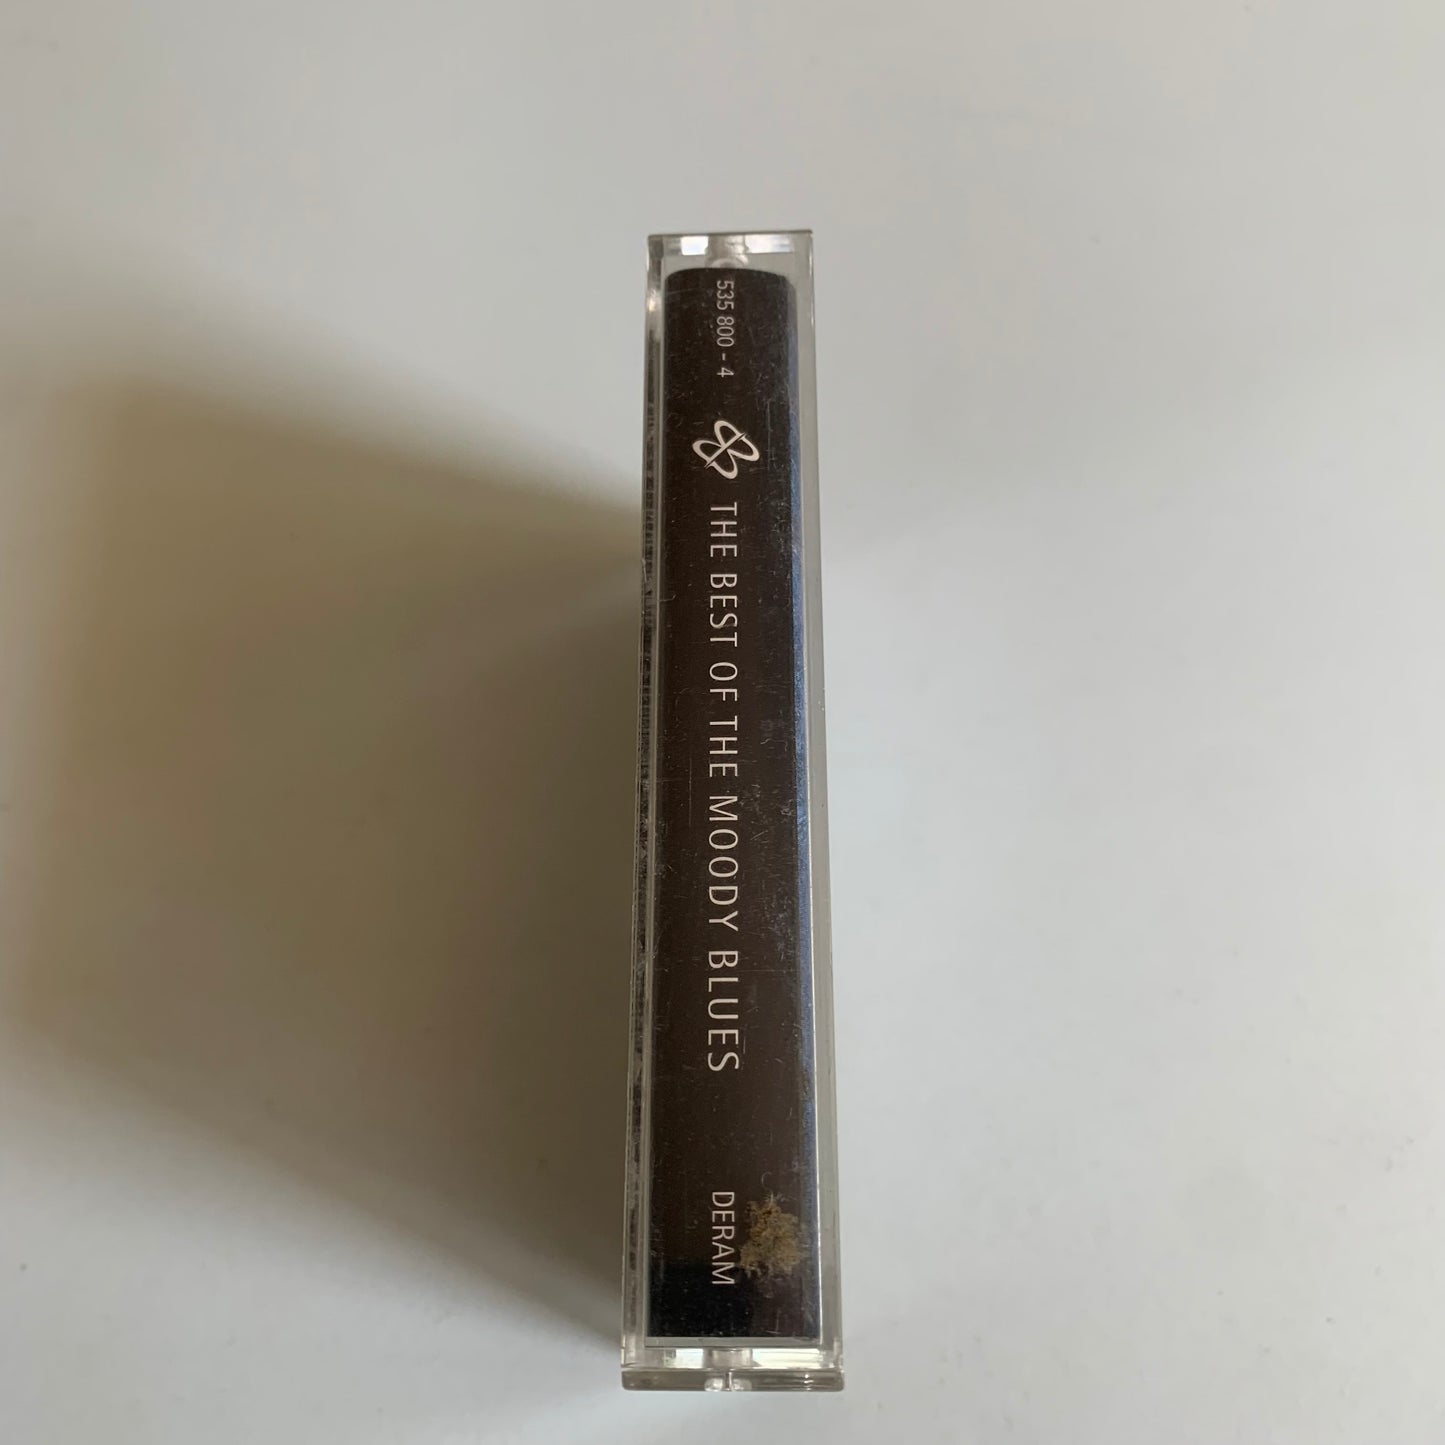 535 800 - 4
THE BEST OF THE MOODY BLUES
DERAM